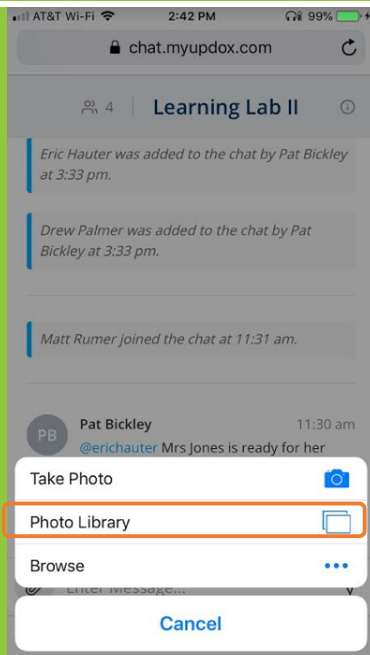 AT&T Wi-Fi 2:42 PM 99%
chat.myupdox.com
4 Learning Lab II
Eric Hauter was added to the chat by Pat Bickley
at 3:33 pm.
Drew Palmer was added to the chat by Pat
Bickley at 3:33 pm.
Matt Rumer joined the chat at 11:31 am.
PB Pat Bickley 11:30 am
@erichauter Mrs Jones is ready for her
Take Photo
Photo Library
Browse
Enter Message...
Cancel